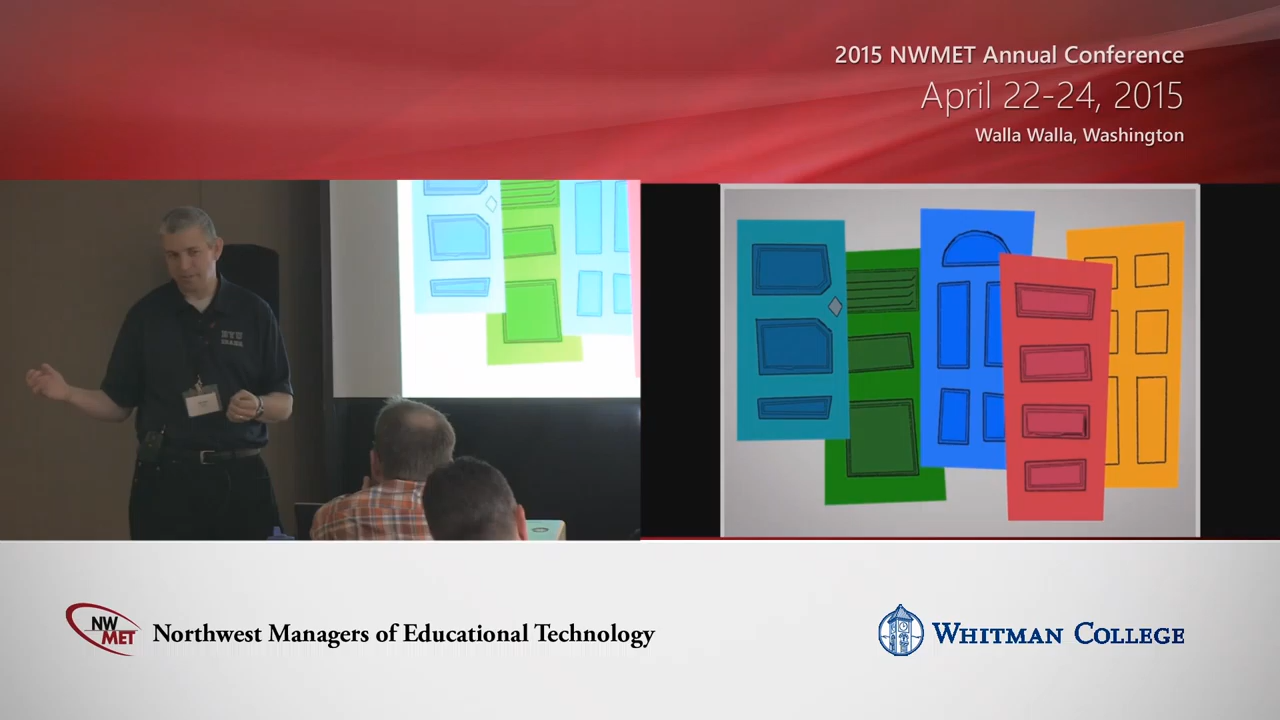 2015 NWMET Annual Conference
April 22-24, 2015
Walla Walla, Washington
NW
MET
Northwest Managers of Educational Technology
WHITMAN COLLEGE